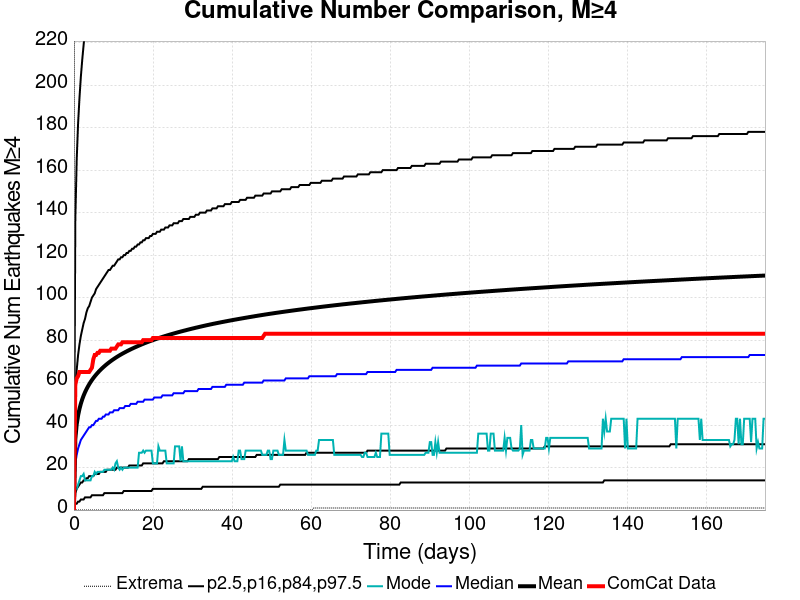 Cumulative Number Comparison, M≥4
Cumulative Num Earthquakes M≥4
220
200
180
160
140
120
100
80
60
40
20
0
0 20 40 60 80 100 120 140 160
Time (days)
Extrema p2.5,p16,p84,p97.5 Mode Median Mean ComCat Data